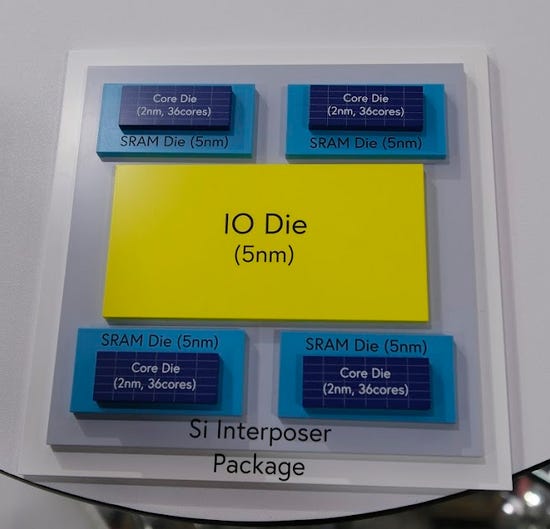 Core Die
(2nm, 36cores)
SRAM Die (5nm)
Core Die
(2nm, 36cores)
SRAM Die (5nm)
IO Die
(5nm)
SRAM Die (5nm)
Core Die
(2nm, 36cores)
SRAM Die (5nm)
Core Die
(2nm, 36cores)
Si Interposer
Package